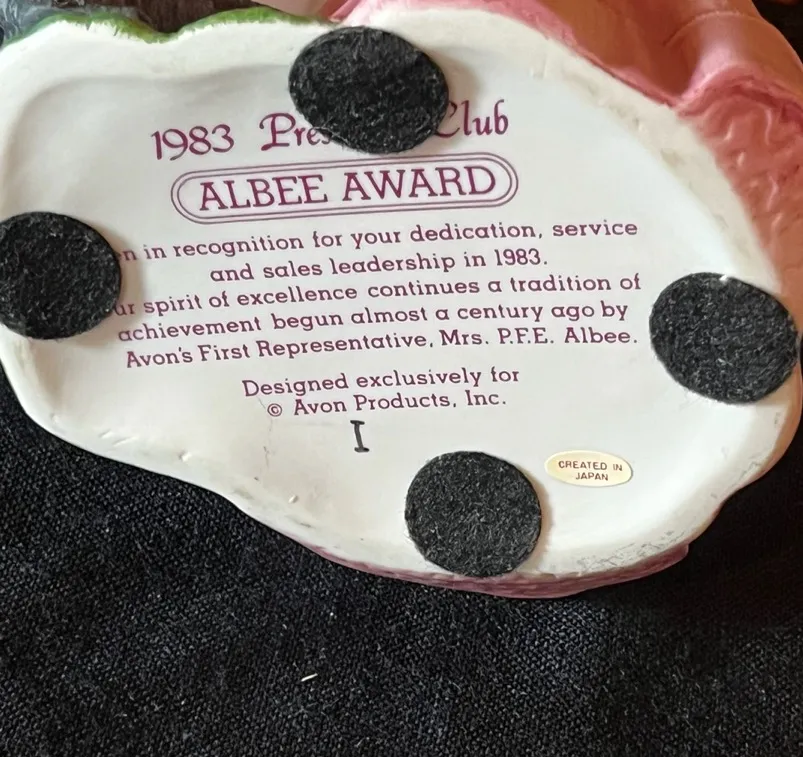 1983 Club
ALBEE AWARD
in recognition for your dedication, service
and sales leadership in 1983.
spirit of excellence continues a tradition of
achievement begun almost a century ago by
Avon's First Representative, Mrs. P.F.E. Albee.
Designed exclusively for
© Avon Products, Inc.
I
CREATED IN
JAPAN